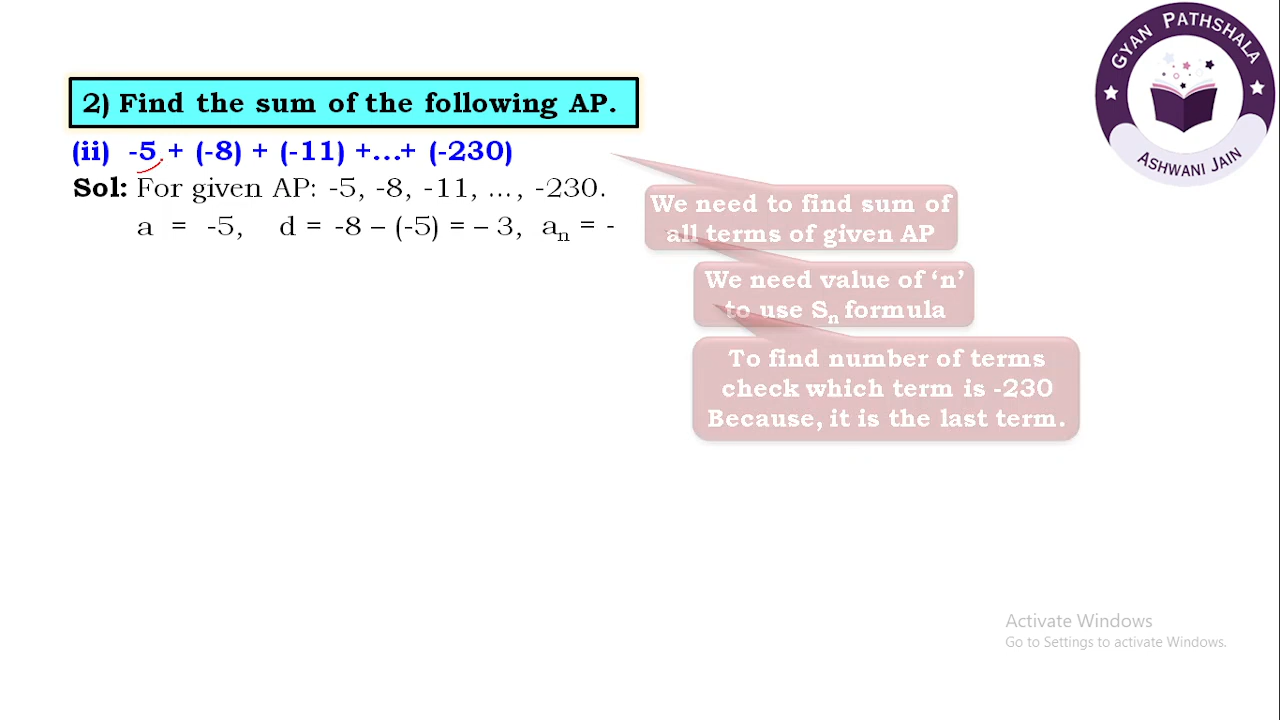 GYAN PATHSHALA
ASHWANI JAIN
2) Find the sum of the following AP.
(ii) -5 + (-8) + (-11) +...+ (-230)
Sol: For given AP: -5, -8, -11, ..., -230.
a = -5, d = -8 – (-5) = – 3, aₙ = -
We need to find sum of
all terms of given AP
We need value of ‘n’
to use Sₙ formula
To find number of terms
check which term is -230
Because, it is the last term.
Activate Windows
Go to Settings to activate Windows.